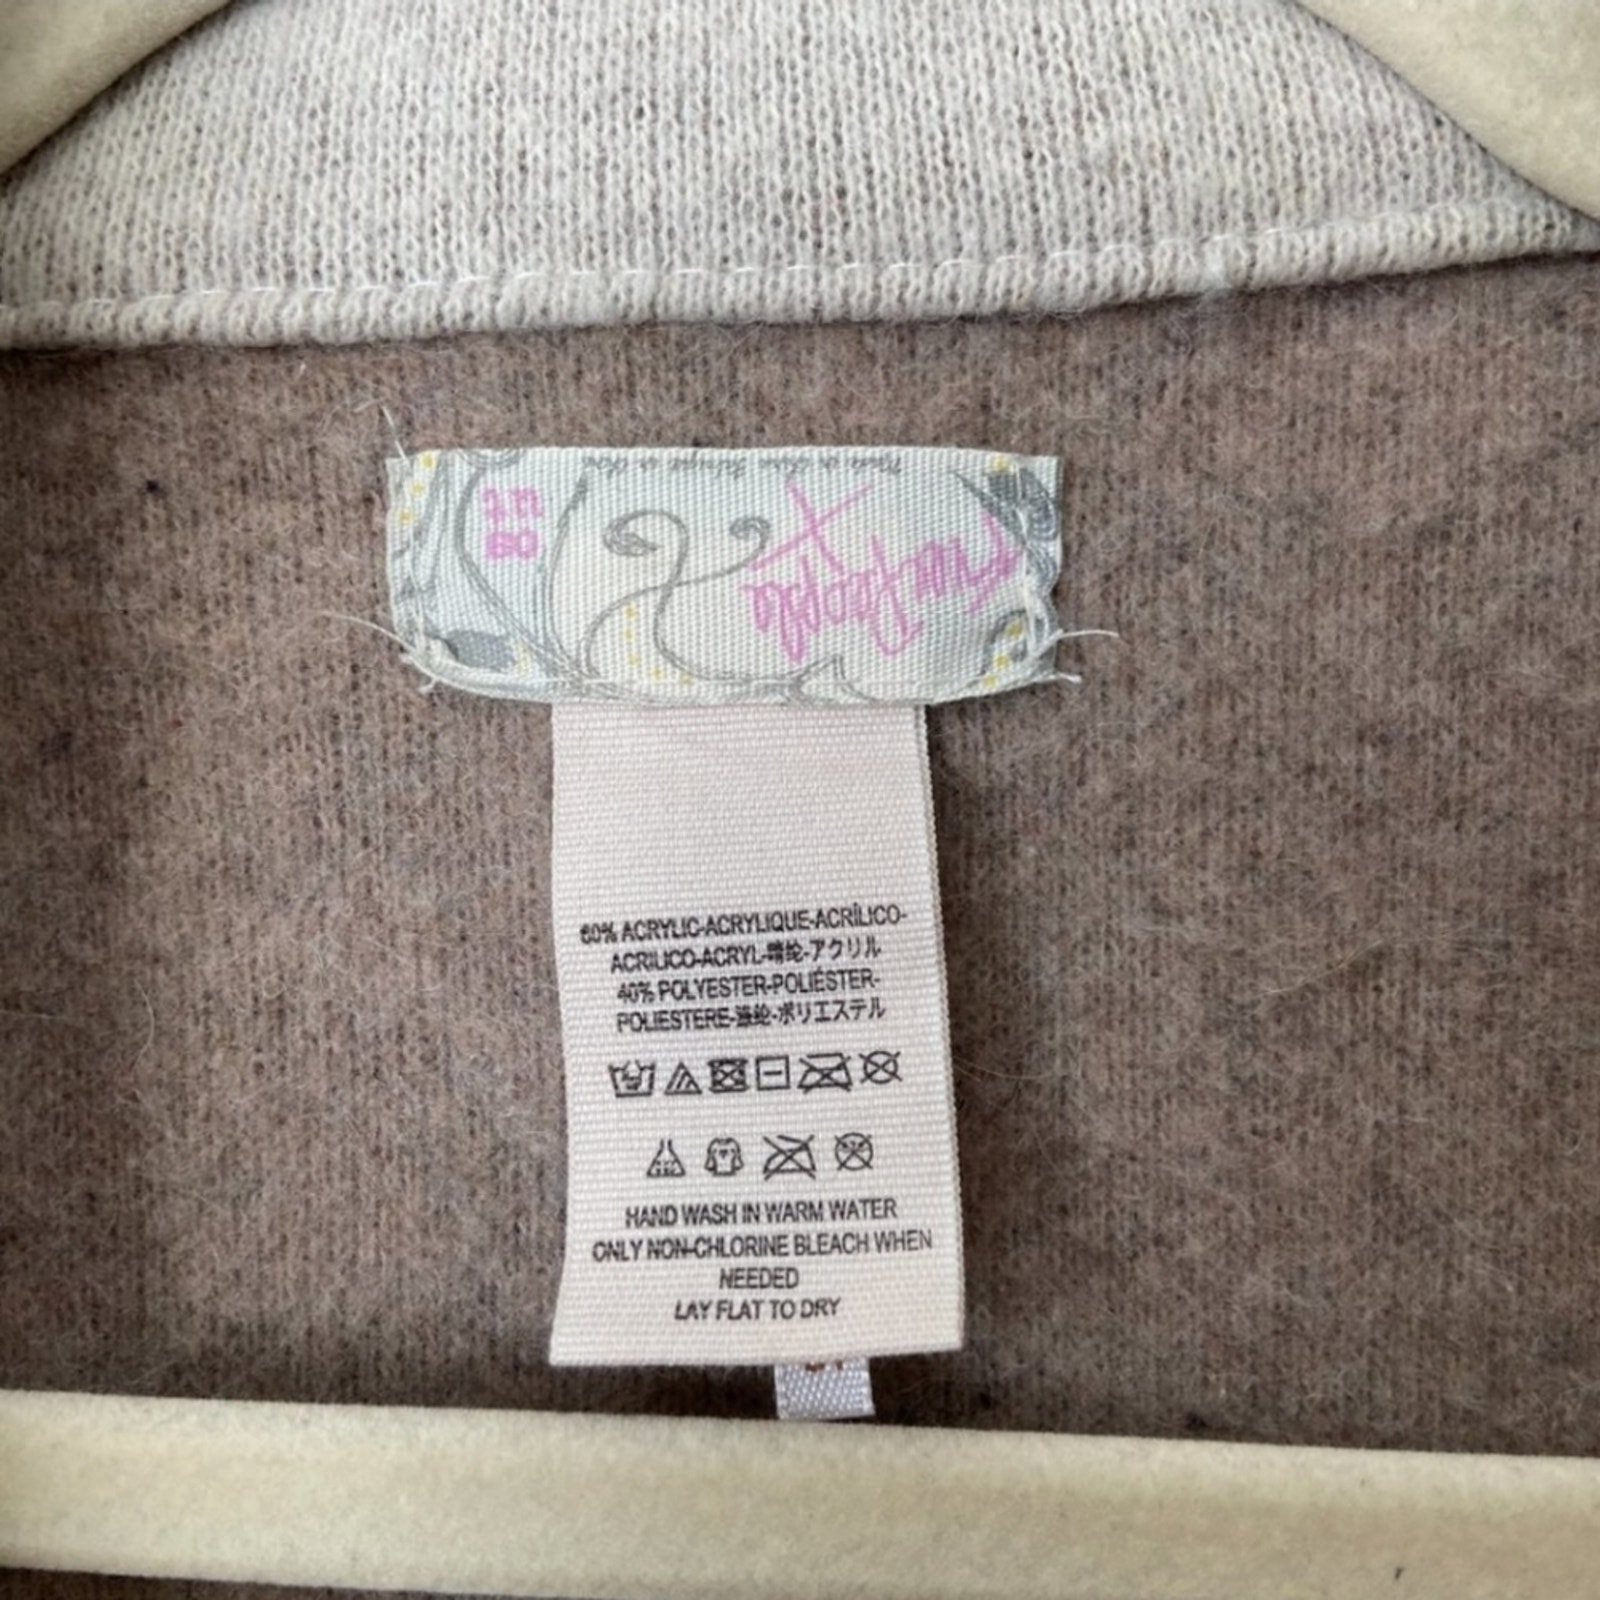 Free People
60% ACRYLIC-ACRYLIQUE-ACRÍLICO-
ACRILICO-ACRYL-腈纶-アクリル
40% POLYESTER-POLIÉSTER-
POLIESTERE-涤纶-ポリエステル
HAND WASH IN WARM WATER
ONLY NON-CHLORINE BLEACH WHEN
NEEDED
LAY FLAT TO DRY